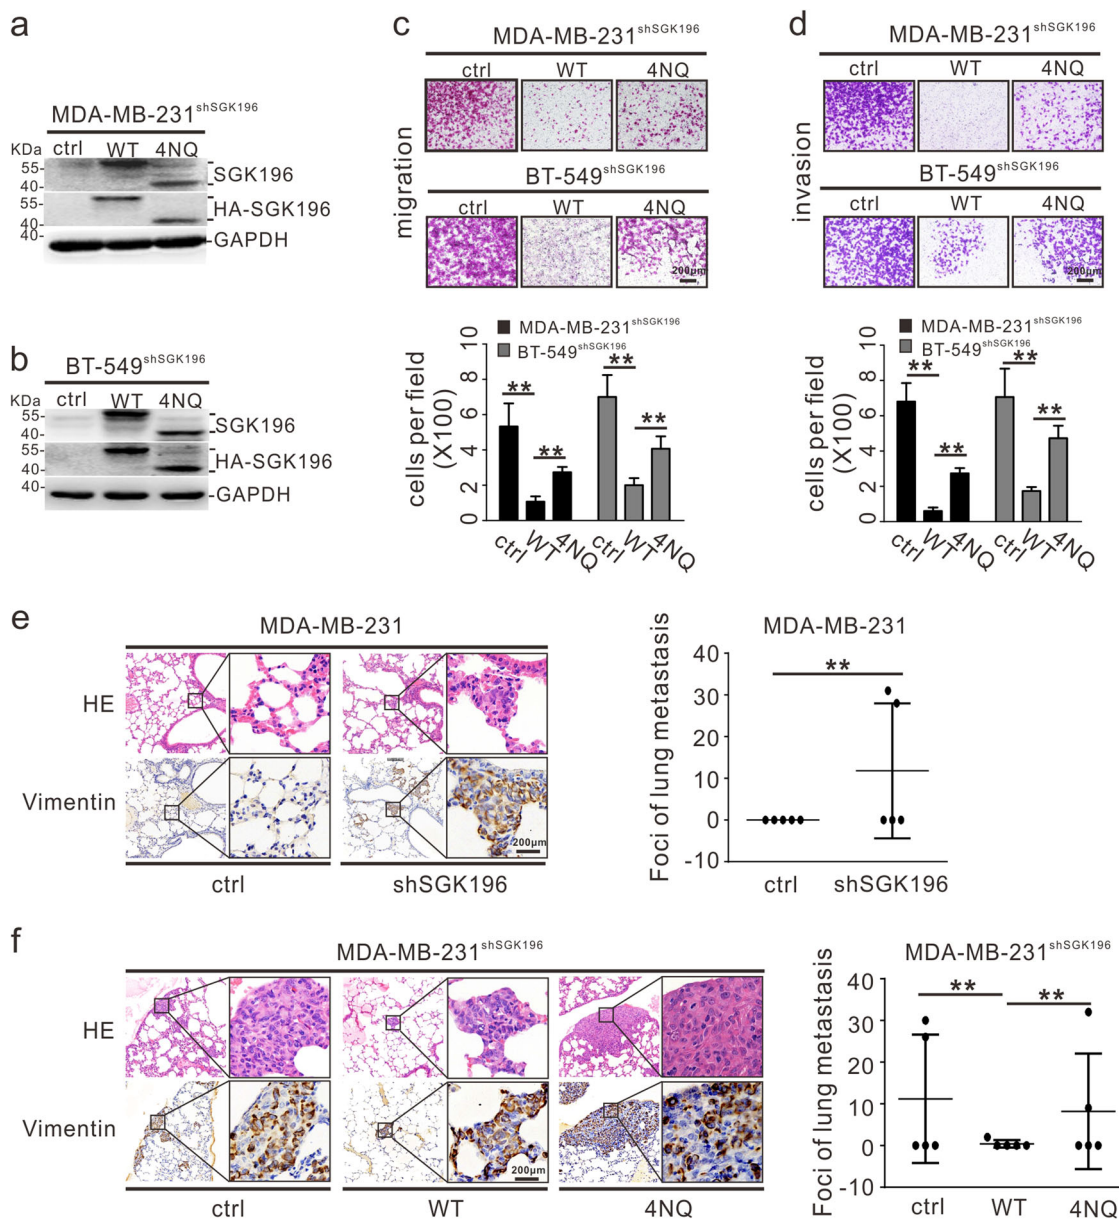 a
MDA-MB-231shSGK196
KDa
ctrl WT 4NQ
55-
40-
SGK196
55-
40-
HA-SGK196
40-
GAPDH
b
BT-549shSGK196
KDa
ctrl WT 4NQ
55-
40-
SGK196
55-
40-
HA-SGK196
40-
GAPDH
c
MDA-MB-231shSGK196
ctrl WT 4NQ
migration
BT-549shSGK196
ctrl WT 4NQ
200μm
MDA-MB-231shSGK196
BT-549shSGK196
cells per field
(X100)
10
8
6
4
2
0
** ** ** **
ctrl WT 4NQ ctrl WT 4NQ
d
MDA-MB-231shSGK196
ctrl WT 4NQ
invasion
BT-549shSGK196
ctrl WT 4NQ
200μm
MDA-MB-231shSGK196
BT-549shSGK196
cells per field
(X100)
10
8
6
4
2
0
** ** ** **
ctrl WT 4NQ ctrl WT 4NQ
e
MDA-MB-231
HE
Vimentin
200μm
ctrl shSGK196
MDA-MB-231
Foci of lung metastasis
40
30
20
10
0
-10
**
ctrl shSGK196
f
MDA-MB-231shSGK196
HE
Vimentin
200μm
ctrl WT 4NQ
MDA-MB-231shSGK196
Foci of lung metastasis
40
30
20
10
0
-10
** **
ctrl WT 4NQ